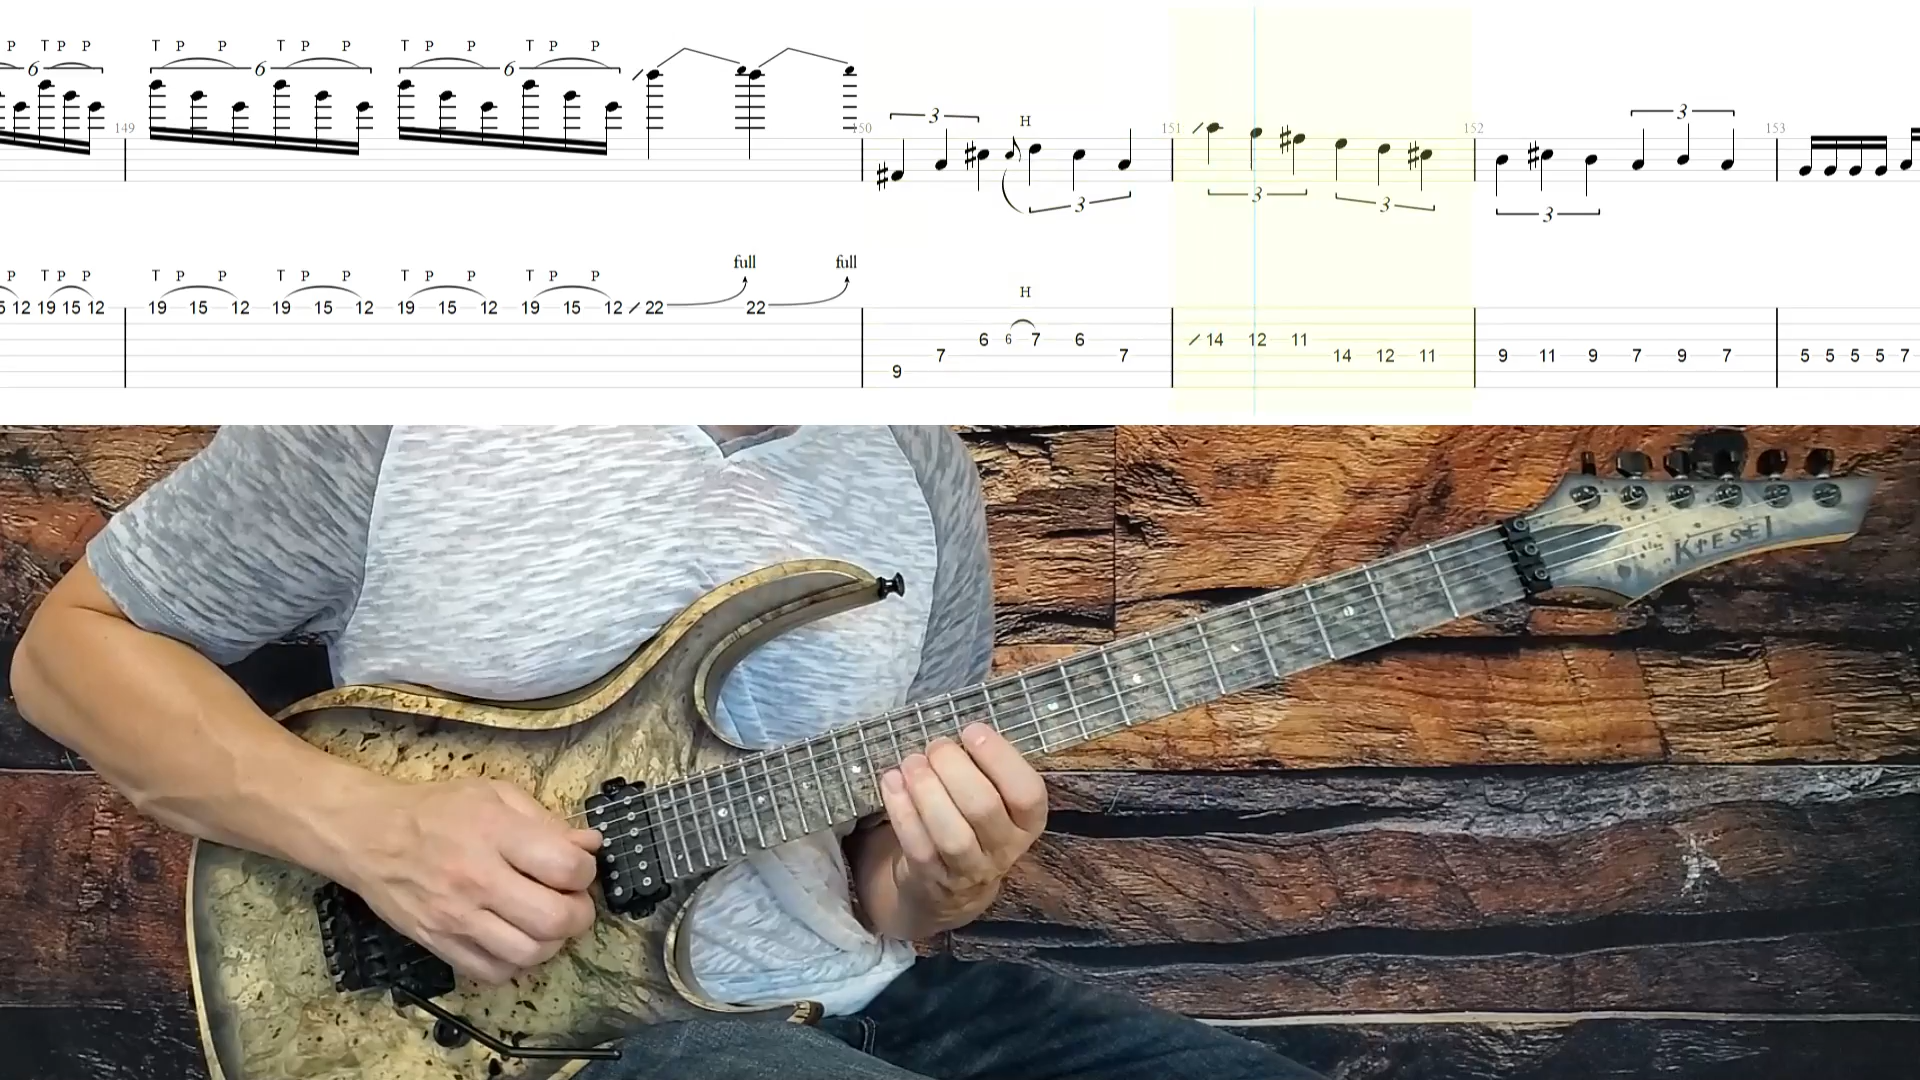 P T P P T P P T P P T P P T P P
6 6 6
149 150 151 152 153
3 H 3
3 3 3 3
full full
P T P P T P P T P P T P P T P P H
5 12 19 15 12 19 15 12 19 15 12 19 15 12 19 15 12 22 22
6 6 7 6 14 12 11
7 7 14 12 11 9 11 9 7 9 7 5 5 5 5 7
9
KIESEL